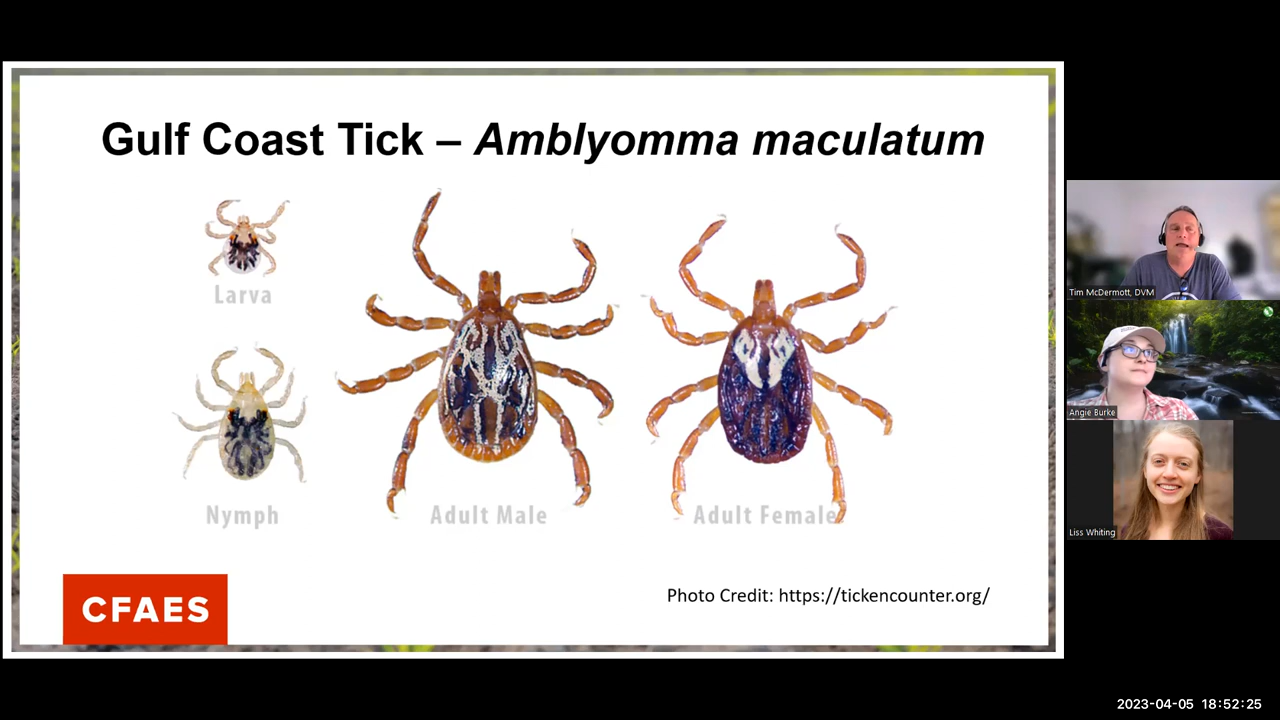 Gulf Coast Tick – Amblyomma maculatum
Larva
Nymph
Adult Male
Adult Female
CFAES
Photo Credit: https://tickencounter.org/
Tim McDermott, DVM
Angie Burke
Liss Whiting
2023-04-05 18:52:25